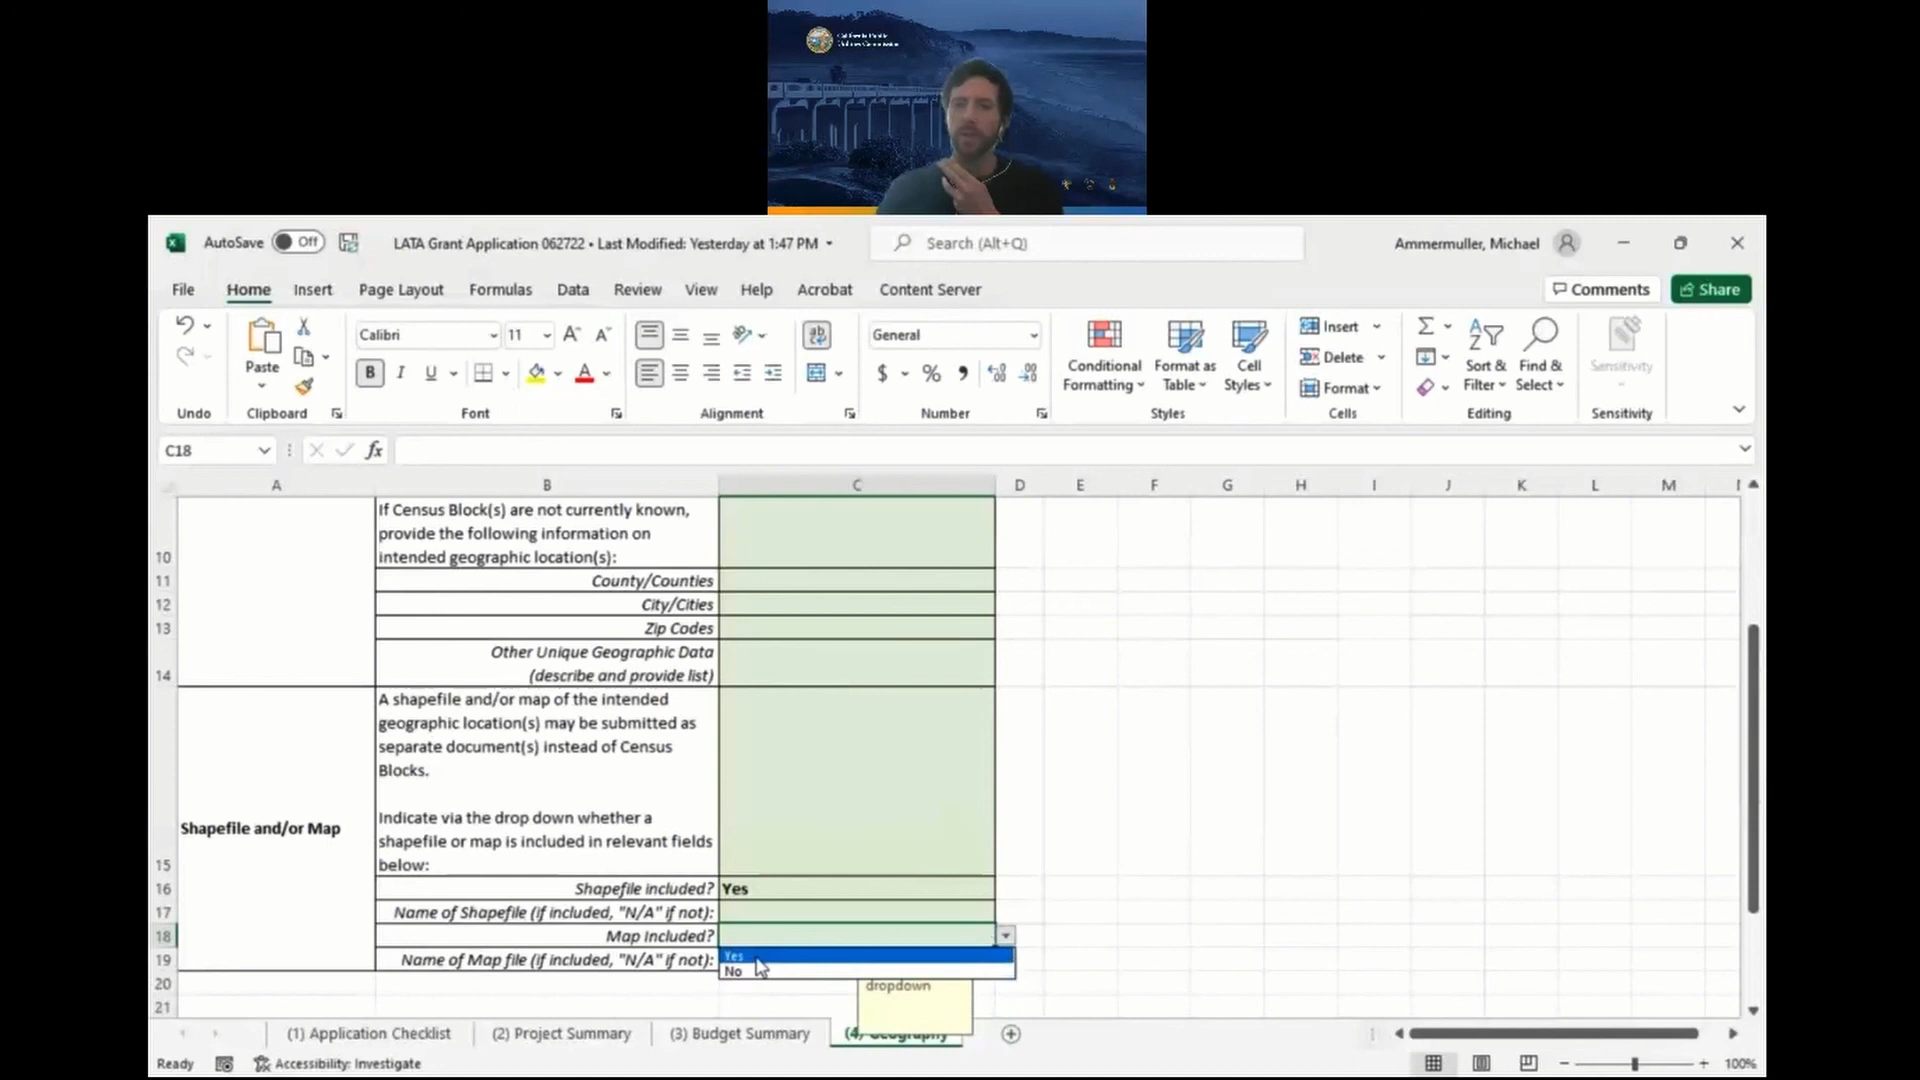 California Public
Utilities Commission
AutoSave Off LATA Grant Application 062722 • Last Modified: Yesterday at 1:47 PM Search (Alt+Q) Ammermuller, Michael
File Home Insert Page Layout Formulas Data Review View Help Acrobat Content Server Comments Share
Calibri 11 General
Paste
Conditional
Formatting
Format as
Table
Cell
Styles
Insert
Delete
Format
Sort &
Filter
Find &
Select
Sensitivity
Undo Clipboard Font Alignment Number Styles Cells Editing Sensitivity
C18 fx
A B C D E F G H I J K L M
If Census Block(s) are not currently known,
provide the following information on
10 intended geographic location(s):
11 County/Counties
12 City/Cities
13 Zip Codes
Other Unique Geographic Data
14 (describe and provide list)
A shapefile and/or map of the intended
geographic location(s) may be submitted as
separate document(s) instead of Census
Blocks.
Indicate via the drop down whether a
Shapefile and/or Map
shapefile or map is included in relevant fields
15 below:
16 Shapefile included? Yes
17 Name of Shapefile (if included, "N/A" if not):
18 Map Included?
19 Name of Map file (if included, "N/A" if not):
Yes
No
20 dropdown
21
(1) Application Checklist (2) Project Summary (3) Budget Summary (4) Geography
Ready Accessibility: Investigate 100%